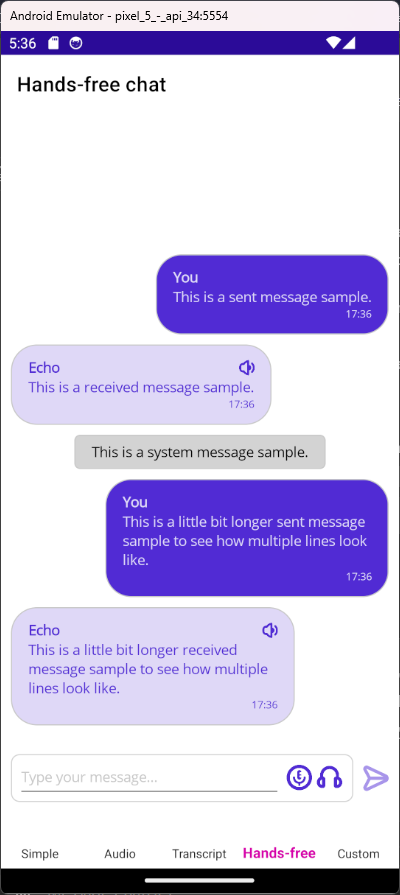 Android Emulator - pixel_5_-_api_34:5554
5:36
Hands-free chat
You
This is a sent message sample.
17:36
Echo
This is a received message sample.
17:36
This is a system message sample.
You
This is a little bit longer sent message
sample to see how multiple lines look
like.
17:36
Echo
This is a little bit longer received
message sample to see how multiple
lines look like.
17:36
Type your message...
Simple Audio Transcript Hands-free Custom